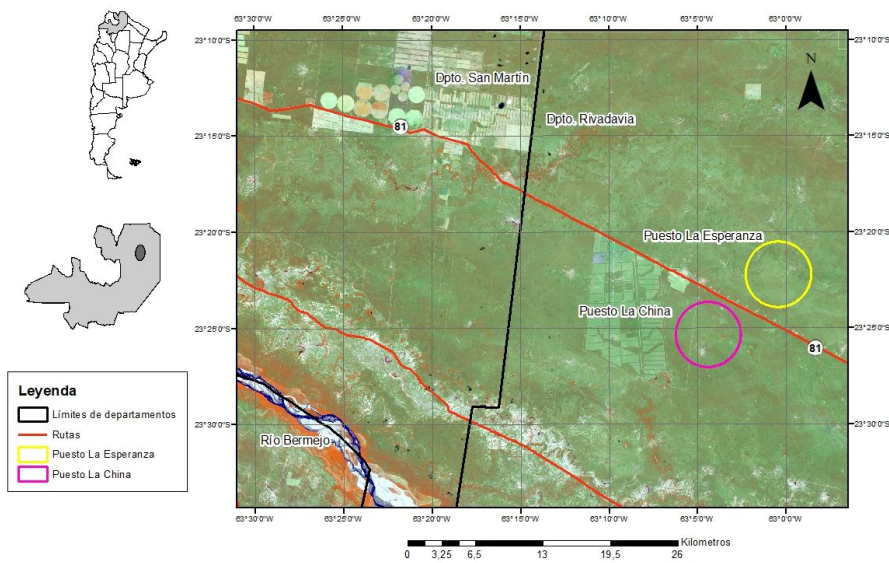 63°30'0"W 63°25'0"W 63°20'0"W 63°15'0"W 63°10'0"W 63°5'0"W 63°0'0"W
23°10'0"S 23°10'0"S
N
Dpto. San Martín
Dpto. Rivadavia
81
23°15'0"S 23°15'0"S
23°20'0"S 23°20'0"S
Puesto La Esperanza
Puesto La China
23°25'0"S 23°25'0"S
81
Leyenda
Límites de departamentos
Rutas
Puesto La Esperanza
Puesto La China
23°30'0"S 23°30'0"S
Río Bermejo
63°30'0"W 63°25'0"W 63°20'0"W 63°15'0"W 63°10'0"W 63°5'0"W 63°0'0"W
Kilometros
0 3,25 6,5 13 19,5 26